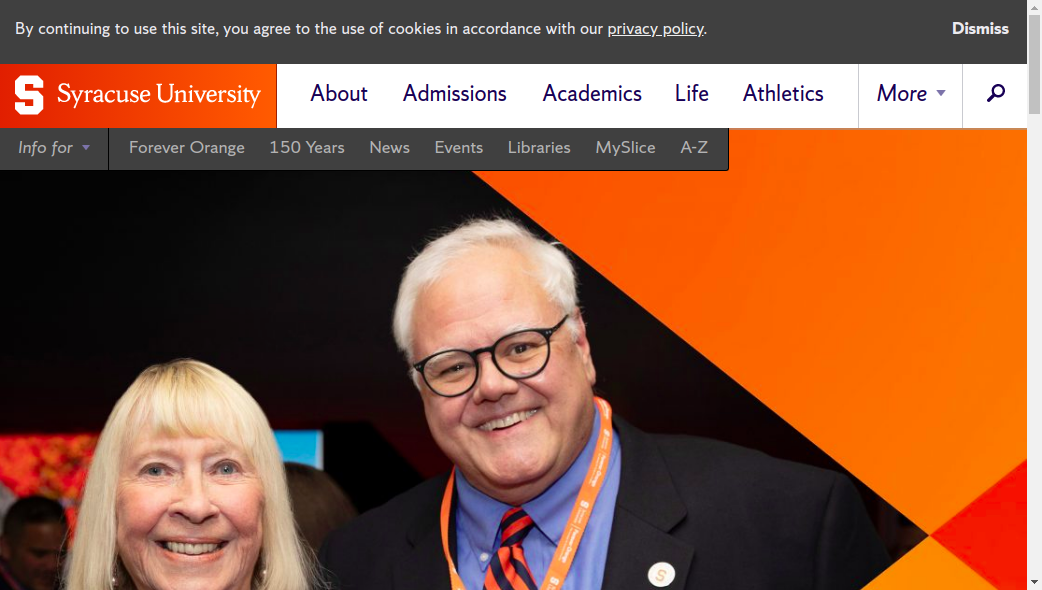 By continuing to use this site, you agree to the use of cookies in accordance with our privacy policy.
Dismiss
S Syracuse University
About
Admissions
Academics
Life
Athletics
More
Info for
Forever Orange
150 Years
News
Events
Libraries
MySlice
A-Z
S